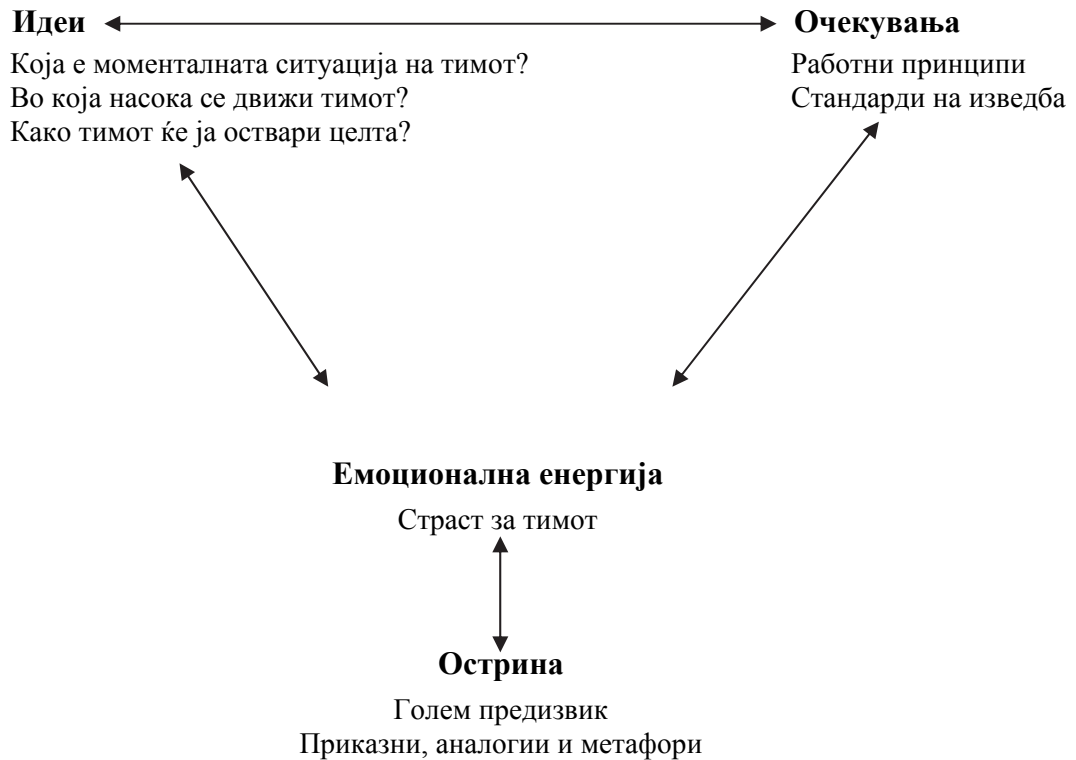 Идеи
Очекувања
Која е моменталната ситуација на тимот?
Во која насока се движи тимот?
Како тимот ќе ја оствари целта?
Работни принципи
Стандарди на изведба
Емоционална енергија
Страст за тимот
Острина
Голем предизвик
Приказни, аналогии и метафори